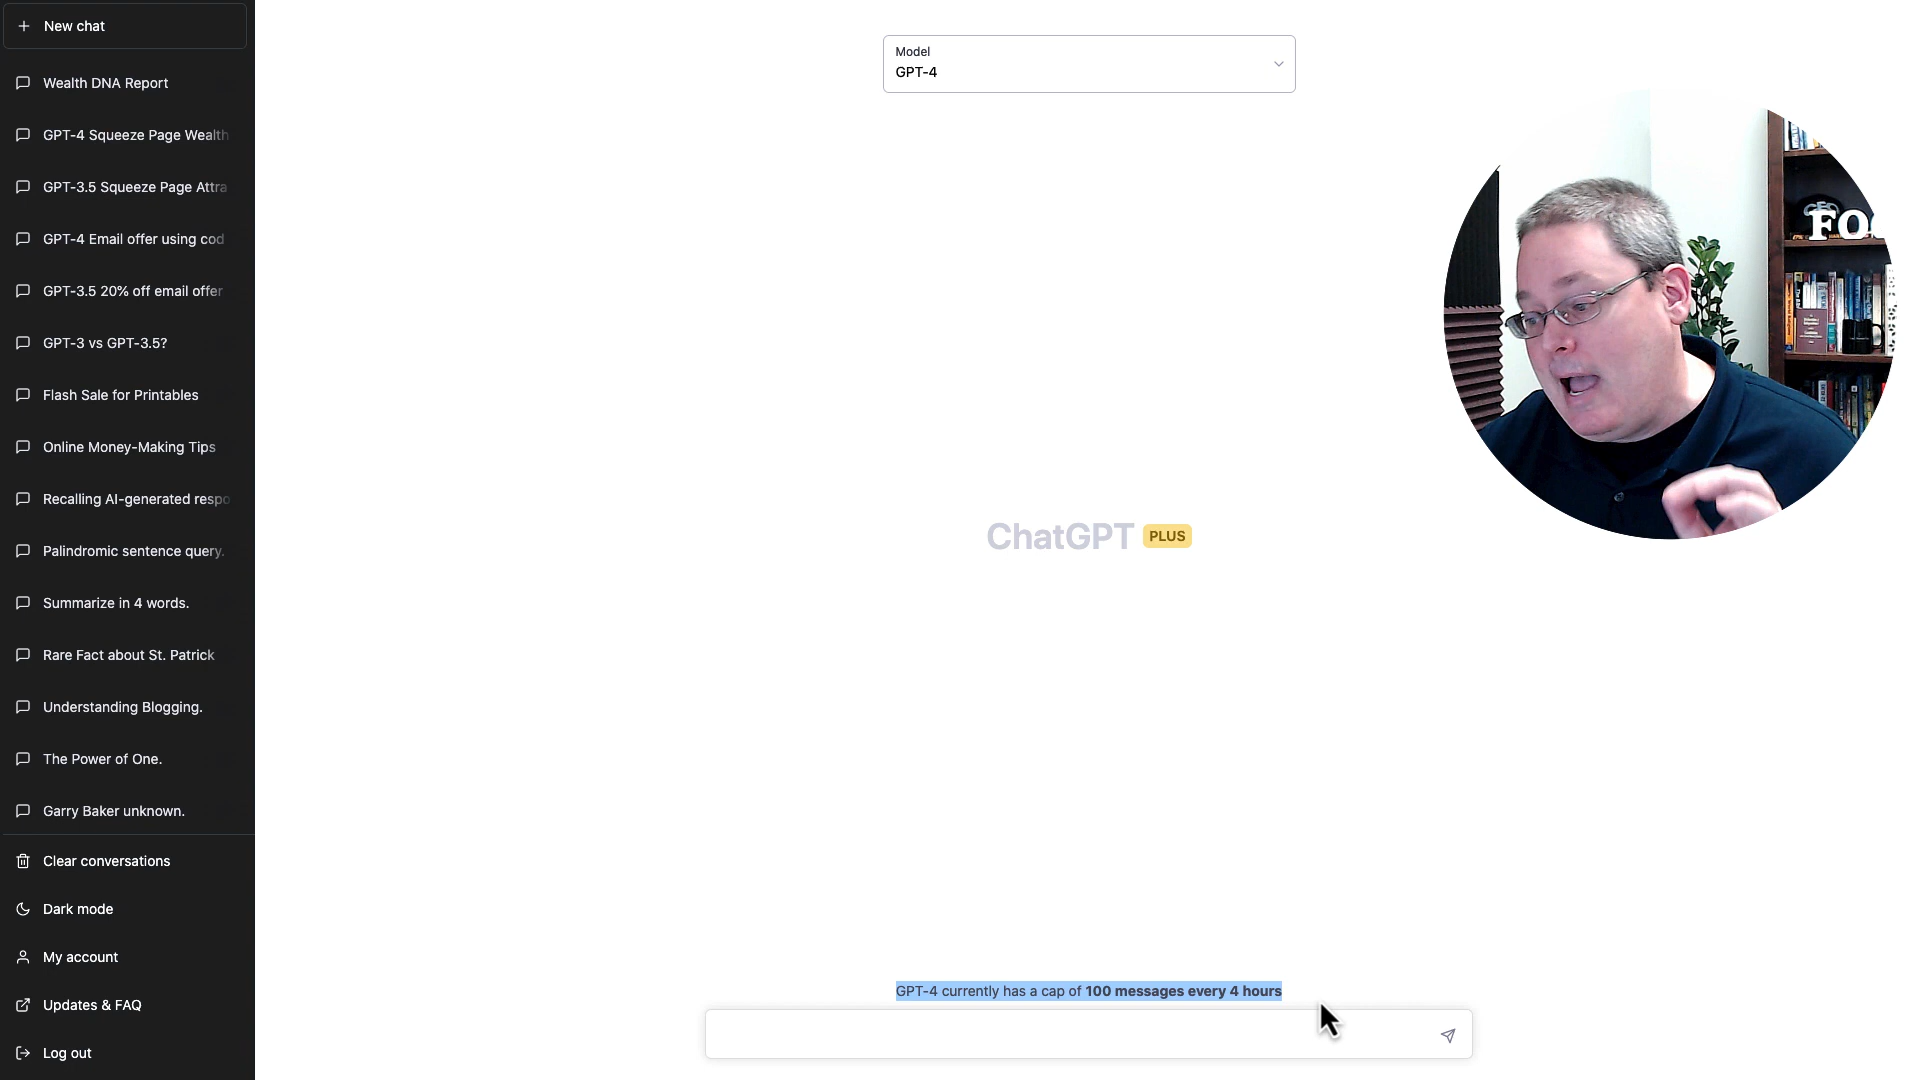 New chat
Wealth DNA Report
GPT-4 Squeeze Page Wealth
GPT-3.5 Squeeze Page Attra
GPT-4 Email offer using cod
GPT-3.5 20% off email offer
GPT-3 vs GPT-3.5?
Flash Sale for Printables
Online Money-Making Tips
Recalling AI-generated respo
Palindromic sentence query.
Summarize in 4 words.
Rare Fact about St. Patrick
Understanding Blogging.
The Power of One.
Garry Baker unknown.
Clear conversations
Dark mode
My account
Updates & FAQ
Log out
Model
GPT-4
CEO
FO
ChatGPT PLUS
GPT-4 currently has a cap of 100 messages every 4 hours